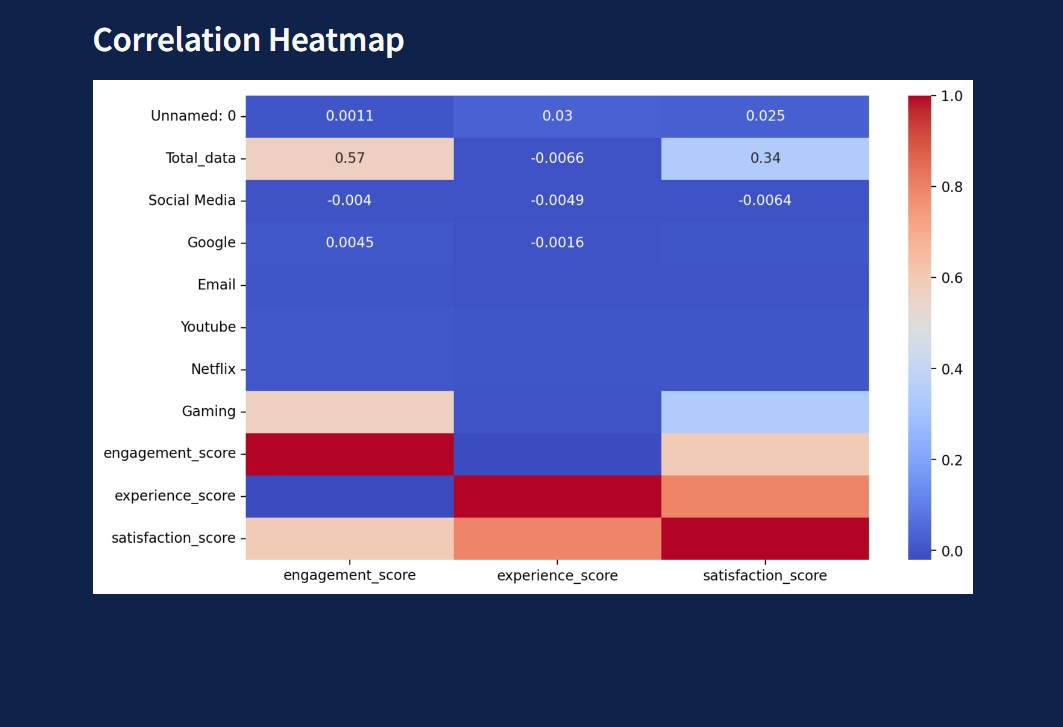 Correlation Heatmap
Unnamed: 0 0.0011 0.03 0.025 1.0
Total_data 0.57 -0.0066 0.34
0.8
Social Media -0.004 -0.0049 -0.0064
Google 0.0045 -0.0016
Email 0.6
Youtube
Netflix 0.4
Gaming
engagement_score 0.2
experience_score
satisfaction_score 0.0
engagement_score experience_score satisfaction_score